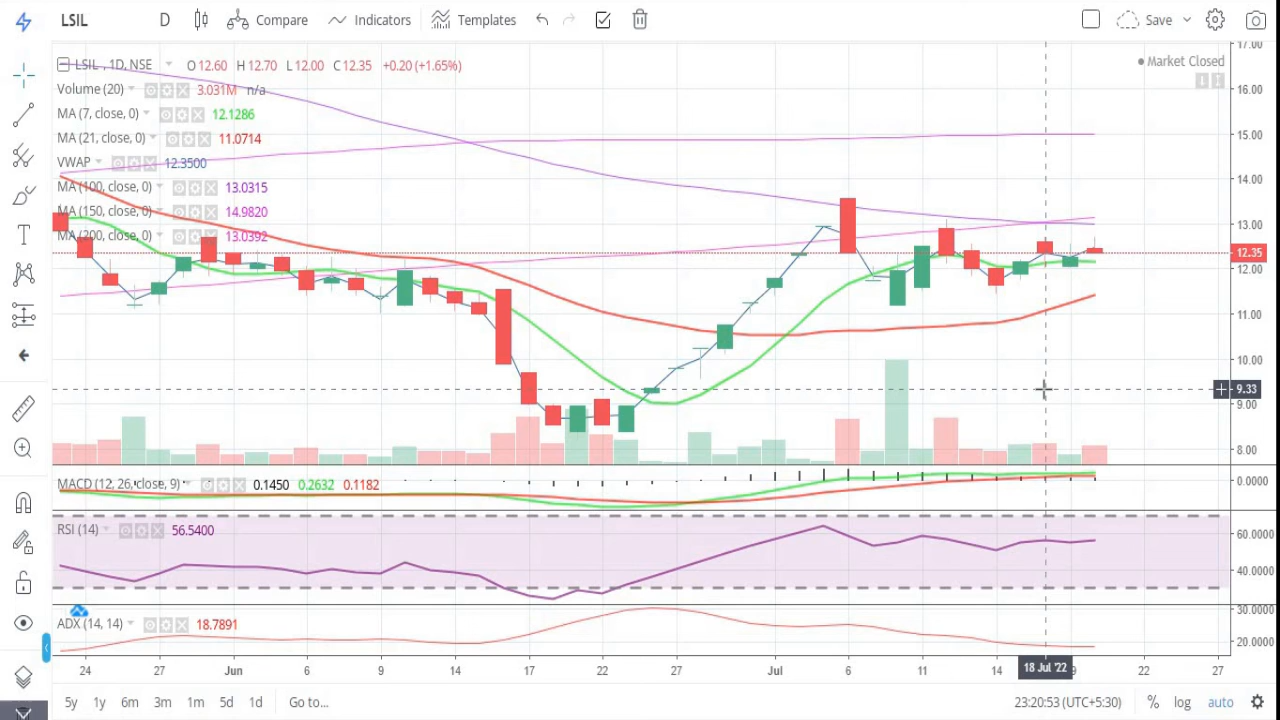 LSIL D Compare Indicators Templates Save
LSIL, 1D, NSE O12.60 H12.70 L12.00 C12.35 +0.20 (+1.65%)
Market Closed
Volume (20) 3.031M n/a
MA (7, close, 0) 12.1286
MA (21, close, 0) 11.0714
VWAP 12.3500
MA (100, close, 0) 13.0315
MA (150, close, 0) 14.9820
MA (200, close, 0) 13.0392
17.00
16.00
15.00
14.00
13.00
12.35
12.00
11.00
10.00
9.33
9.00
8.00
MACD (12, 26, close, 9) 0.1450 0.2632 0.1182
0.0000
RSI (14) 56.5400
60.0000
40.0000
ADX (14, 14) 18.7891
30.0000
20.0000
24 27 Jun 6 9 14 17 22 27 Jul 6 11 14 18 Jul '22 22 27
5y 1y 6m 3m 1m 5d 1d Go to... 23:20:53 (UTC+5:30) % log auto